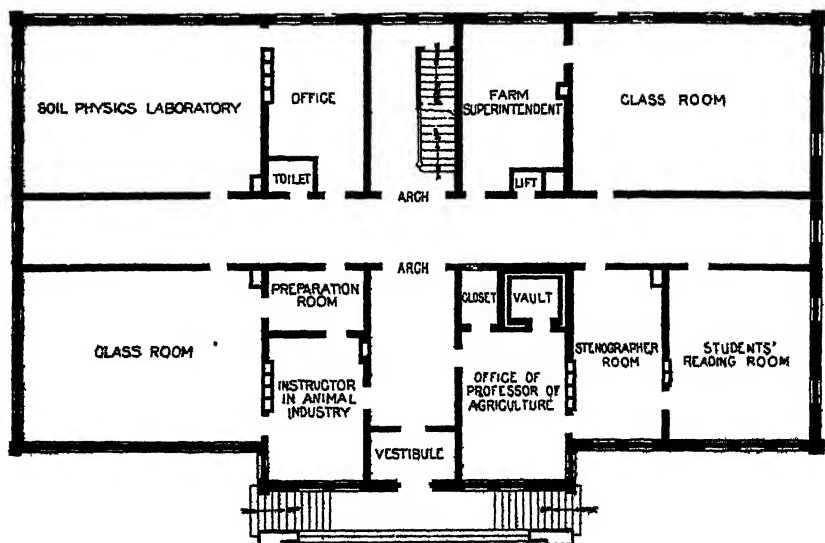 SOIL PHYSICS LABORATORY
OFFICE
TOILET
FARM
SUPERINTENDENT
LIFT
CLASS ROOM
ARCH
ARCH
CLASS ROOM
PREPARATION
ROOM
INSTRUCTOR
IN ANIMAL
INDUSTRY
VESTIBULE
CLOSET
VAULT
OFFICE OF
PROFESSOR OF
AGRICULTURE
STENOGRAPHER
ROOM
STUDENTS'
READING ROOM